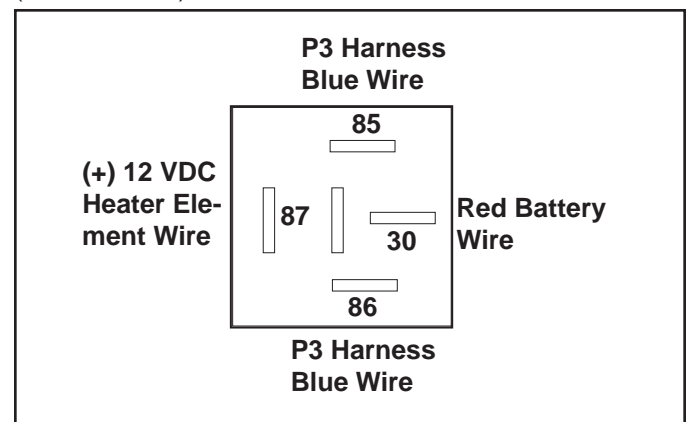 P3 Harness
Blue Wire
85
(+) 12 VDC
Heater Ele-
ment Wire
87
30
Red Battery
Wire
86
P3 Harness
Blue Wire